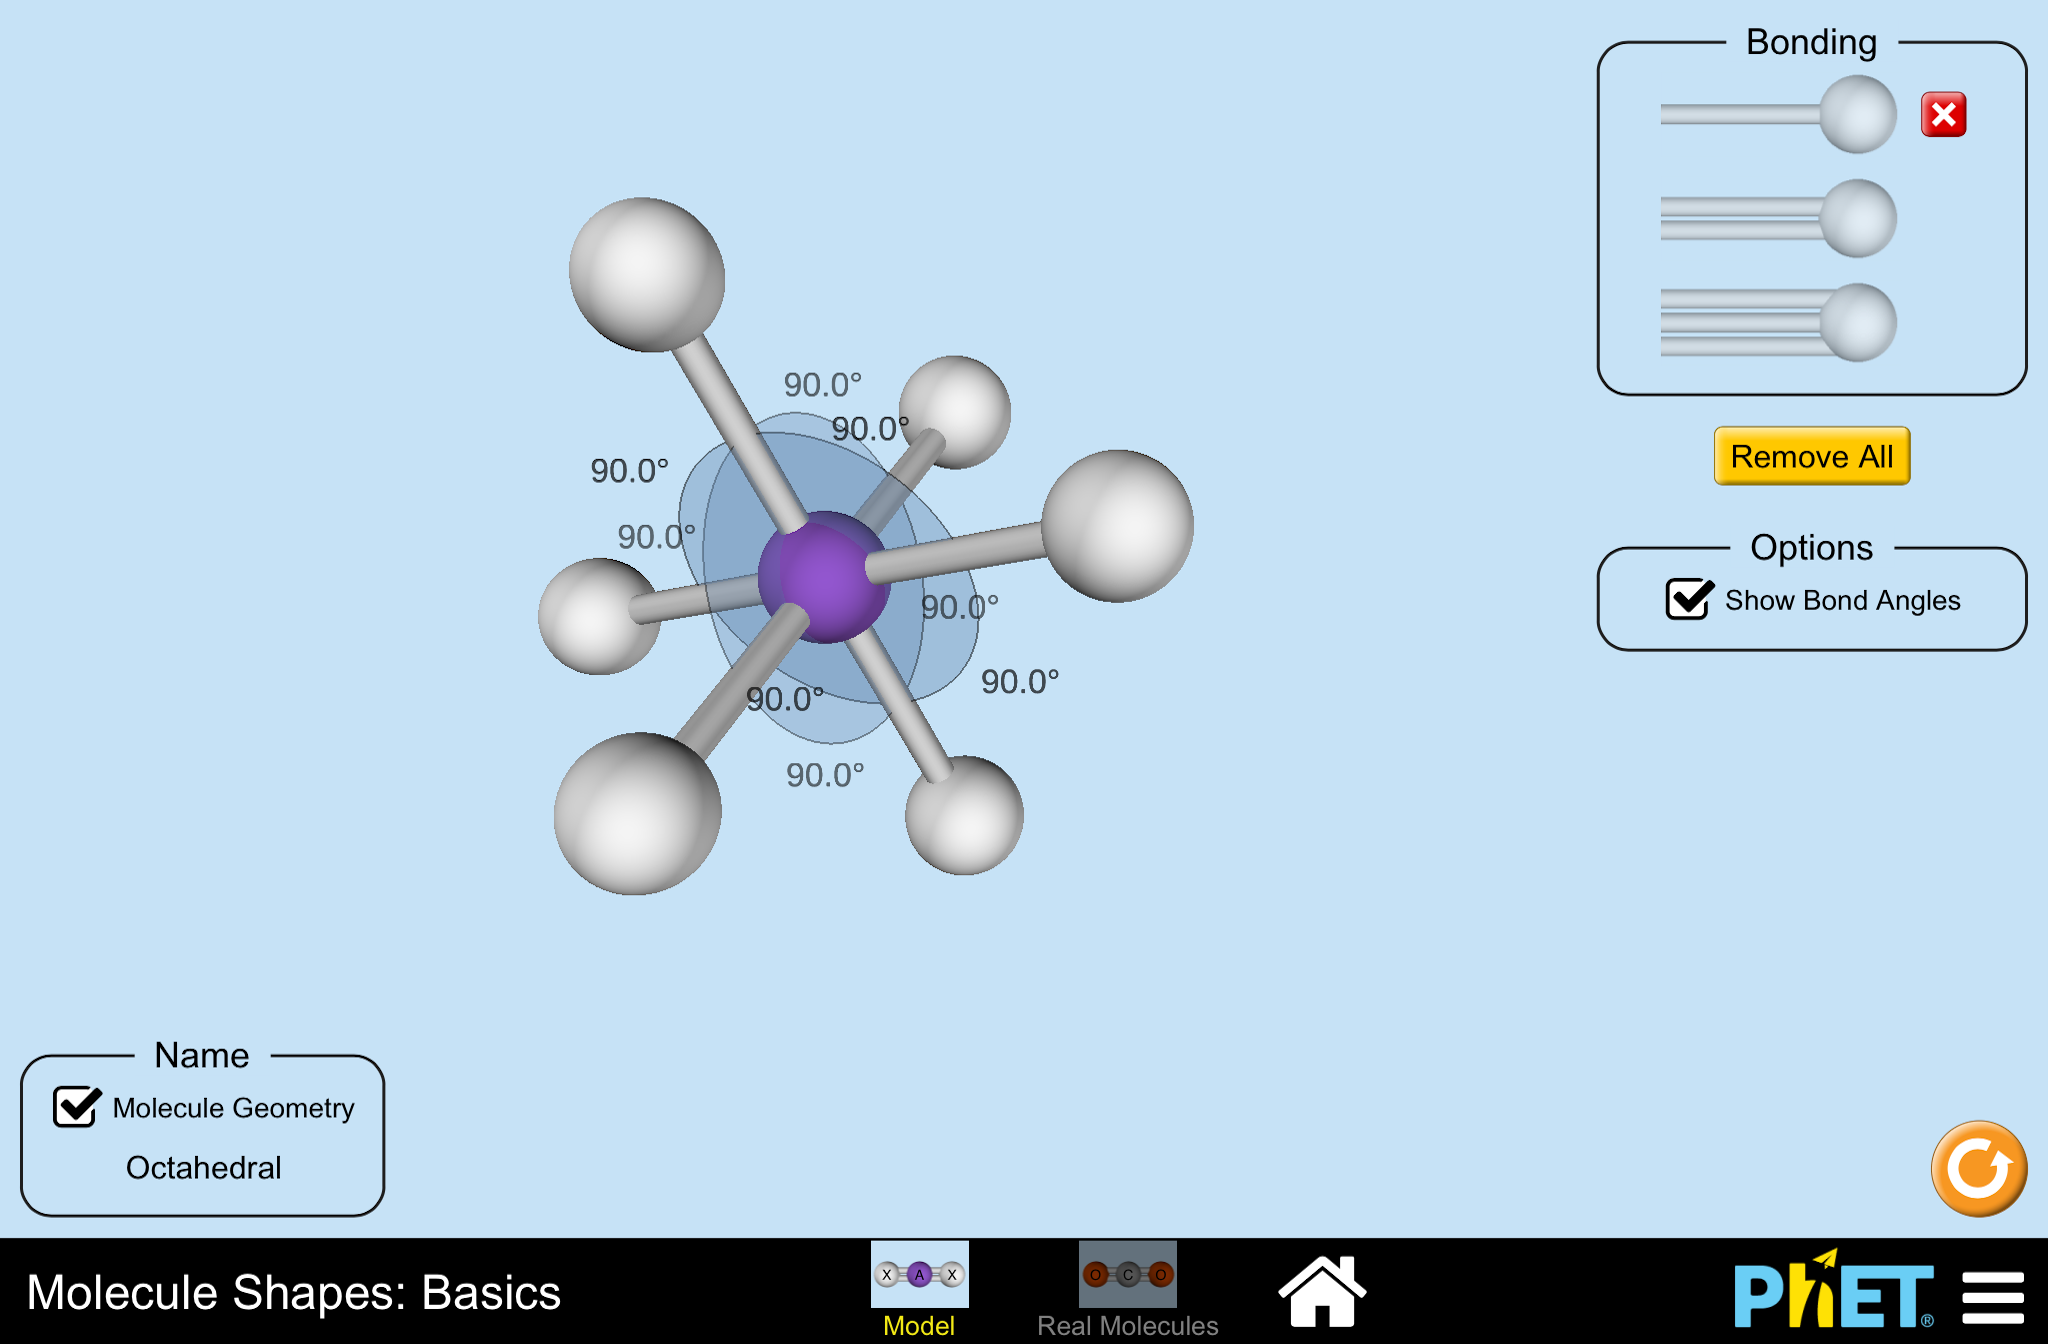 Bonding
90.0°
90.0°
90.0°
90.0°
90.0°
90.0°
90.0°
90.0°
Remove All
Options
Show Bond Angles
Name
Molecule Geometry
Octahedral
Molecule Shapes: Basics
X A X
Model
O C O
Real Molecules
PhET®